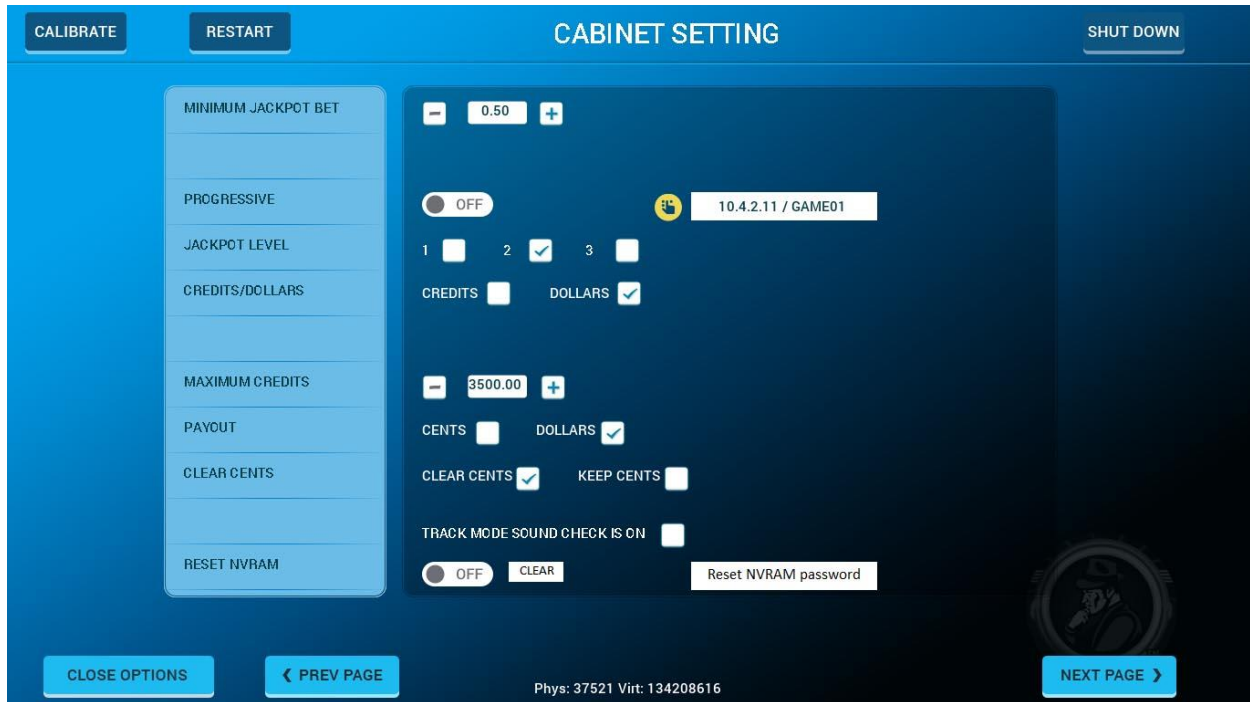 CALIBRATE RESTART CABINET SETTING SHUT DOWN
MINIMUM JACKPOT BET - 0.50 +
PROGRESSIVE OFF 10.4.2.11 / GAME01
JACKPOT LEVEL 1 2 3
CREDITS/DOLLARS CREDITS DOLLARS
MAXIMUM CREDITS - 3500.00 +
PAYOUT CENTS DOLLARS
CLEAR CENTS CLEAR CENTS KEEP CENTS
TRACK MODE SOUND CHECK IS ON
RESET NVRAM OFF CLEAR Reset NVRAM password
CLOSE OPTIONS ❮ PREV PAGE Phys: 37521 Virt: 134208616 NEXT PAGE ❯